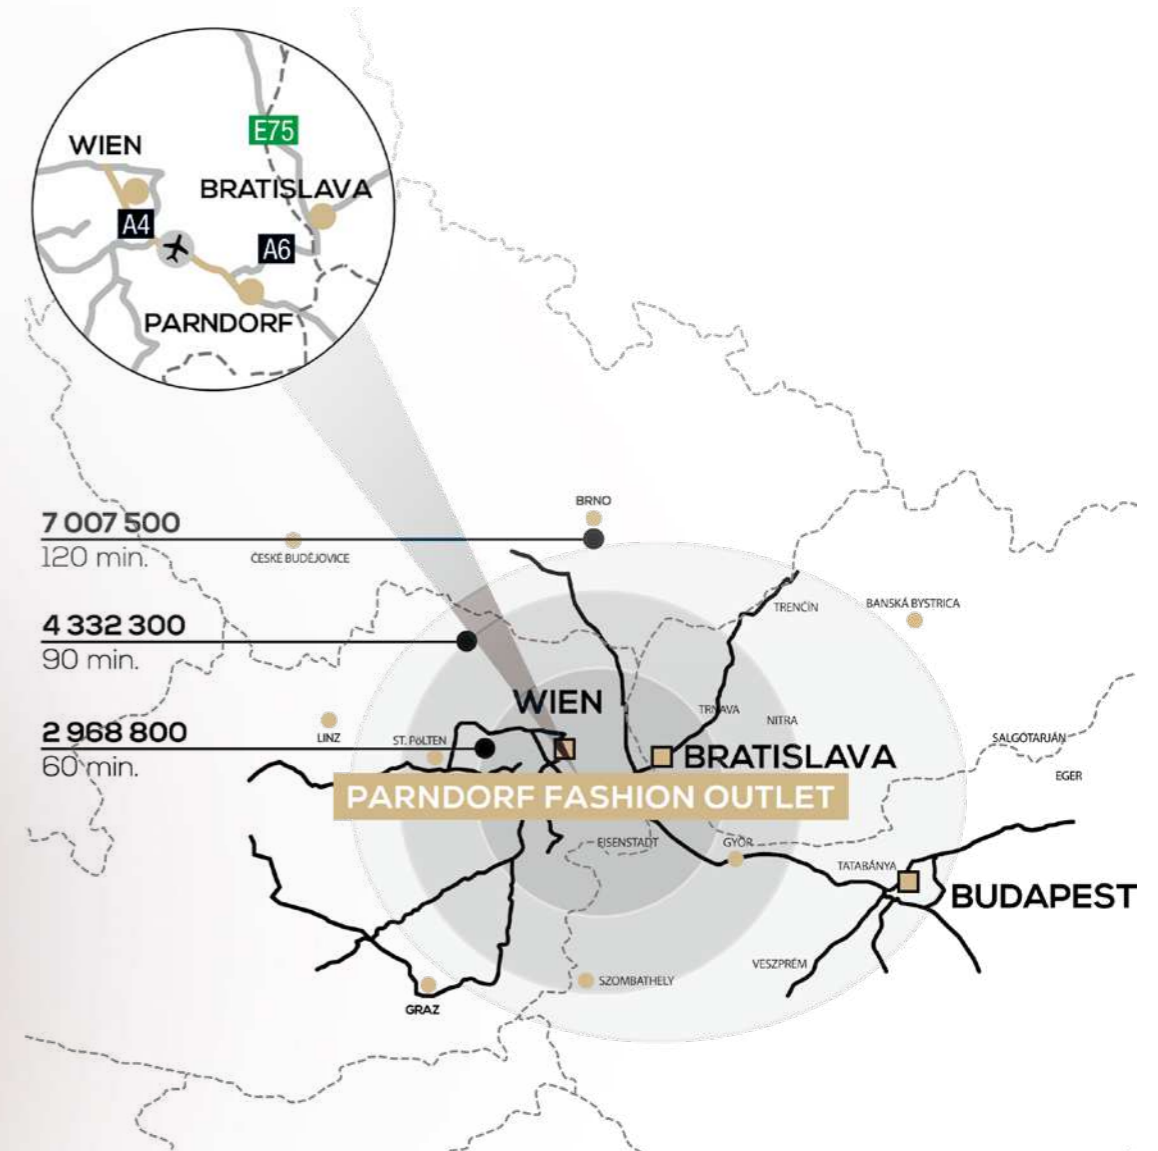 E75
WIEN
BRATISLAVA
A4
A6
PARNDORF
BRNO
7 007 500
120 min.
ČESKÉ BUDĚJOVICE
TRENČÍN
BANSKÁ BYSTRICA
4 332 300
90 min.
WIEN
TRNAVA
NITRA
2 968 800
60 min.
LINZ
ST. PöLTEN
SALGÓTARJÁN
BRATISLAVA
EGER
PARNDORF FASHION OUTLET
EISENSTADT
GYŐR
TATABÁNYA
BUDAPEST
VESZPRÉM
SZOMBATHELY
GRAZ